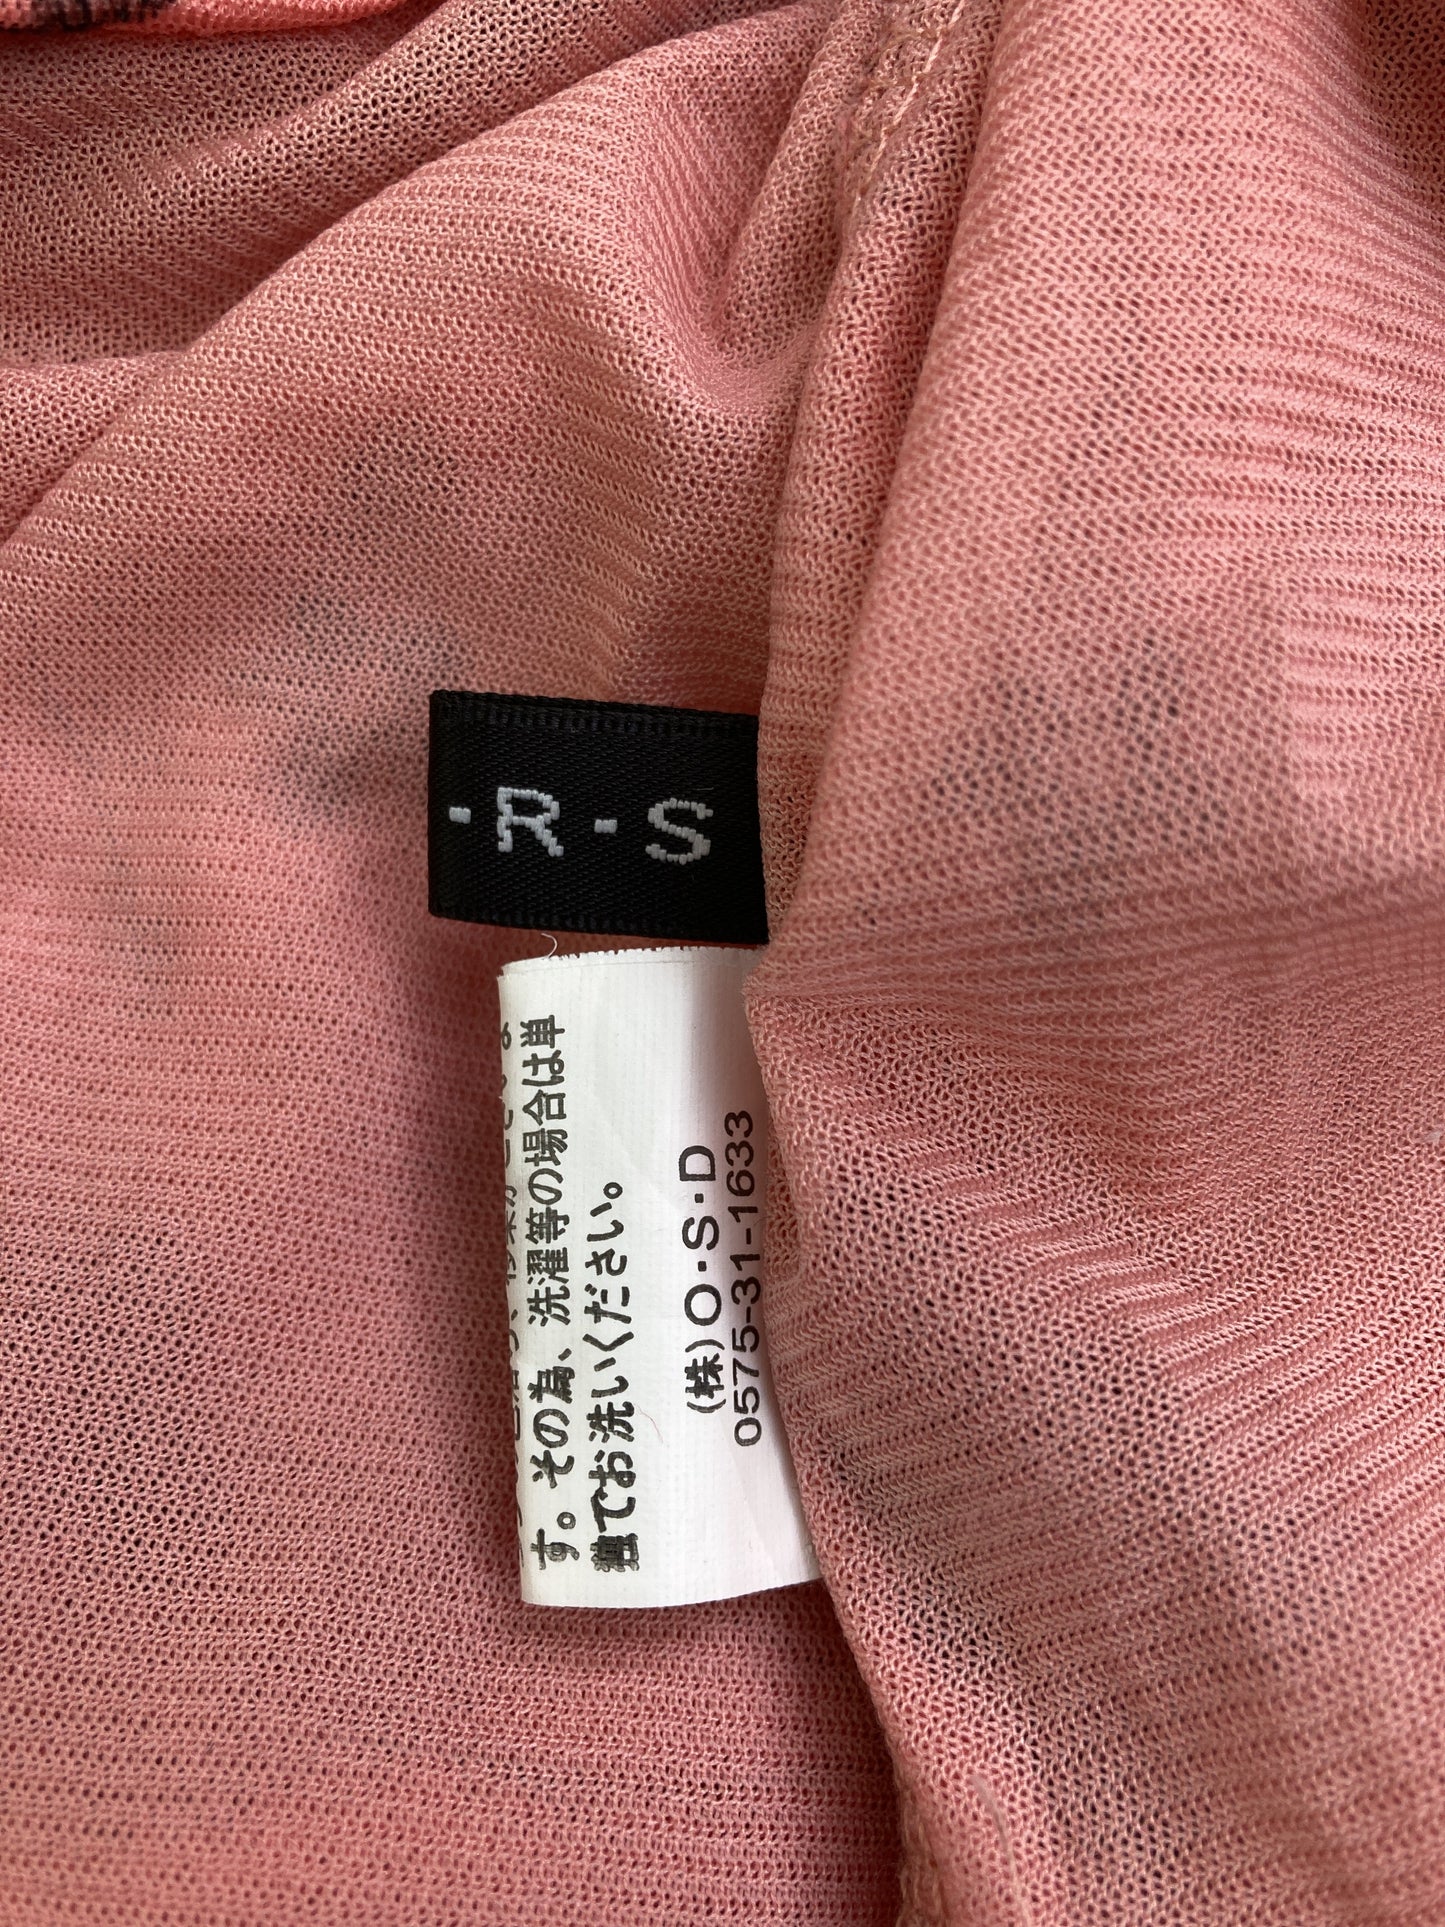 ·R·S
す。その為、洗濯等の場合は単
独でお洗いください。
(株)O·S·D
0575-31-1633